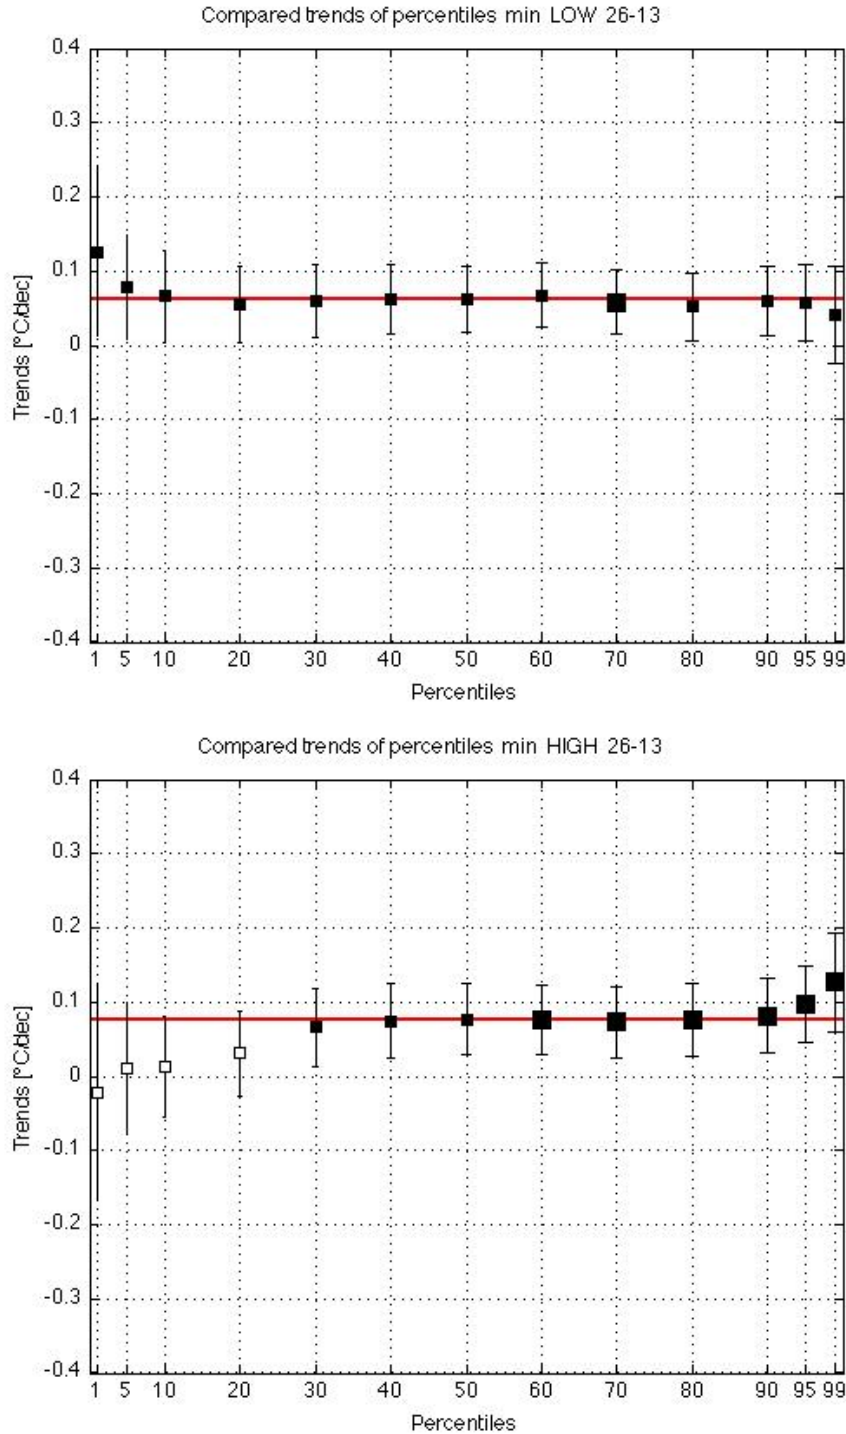 Compared trends of percentiles min LOW 26-13
0.4
0.3
0.2
0.1
0
-0.1
-0.2
-0.3
-0.4
Trends [°C/dec]
1 5 10 20 30 40 50 60 70 80 90 95 99
Percentiles
Compared trends of percentiles min HIGH 26-13
0.4
0.3
0.2
0.1
0
-0.1
-0.2
-0.3
-0.4
Trends [°C/dec]
1 5 10 20 30 40 50 60 70 80 90 95 99
Percentiles